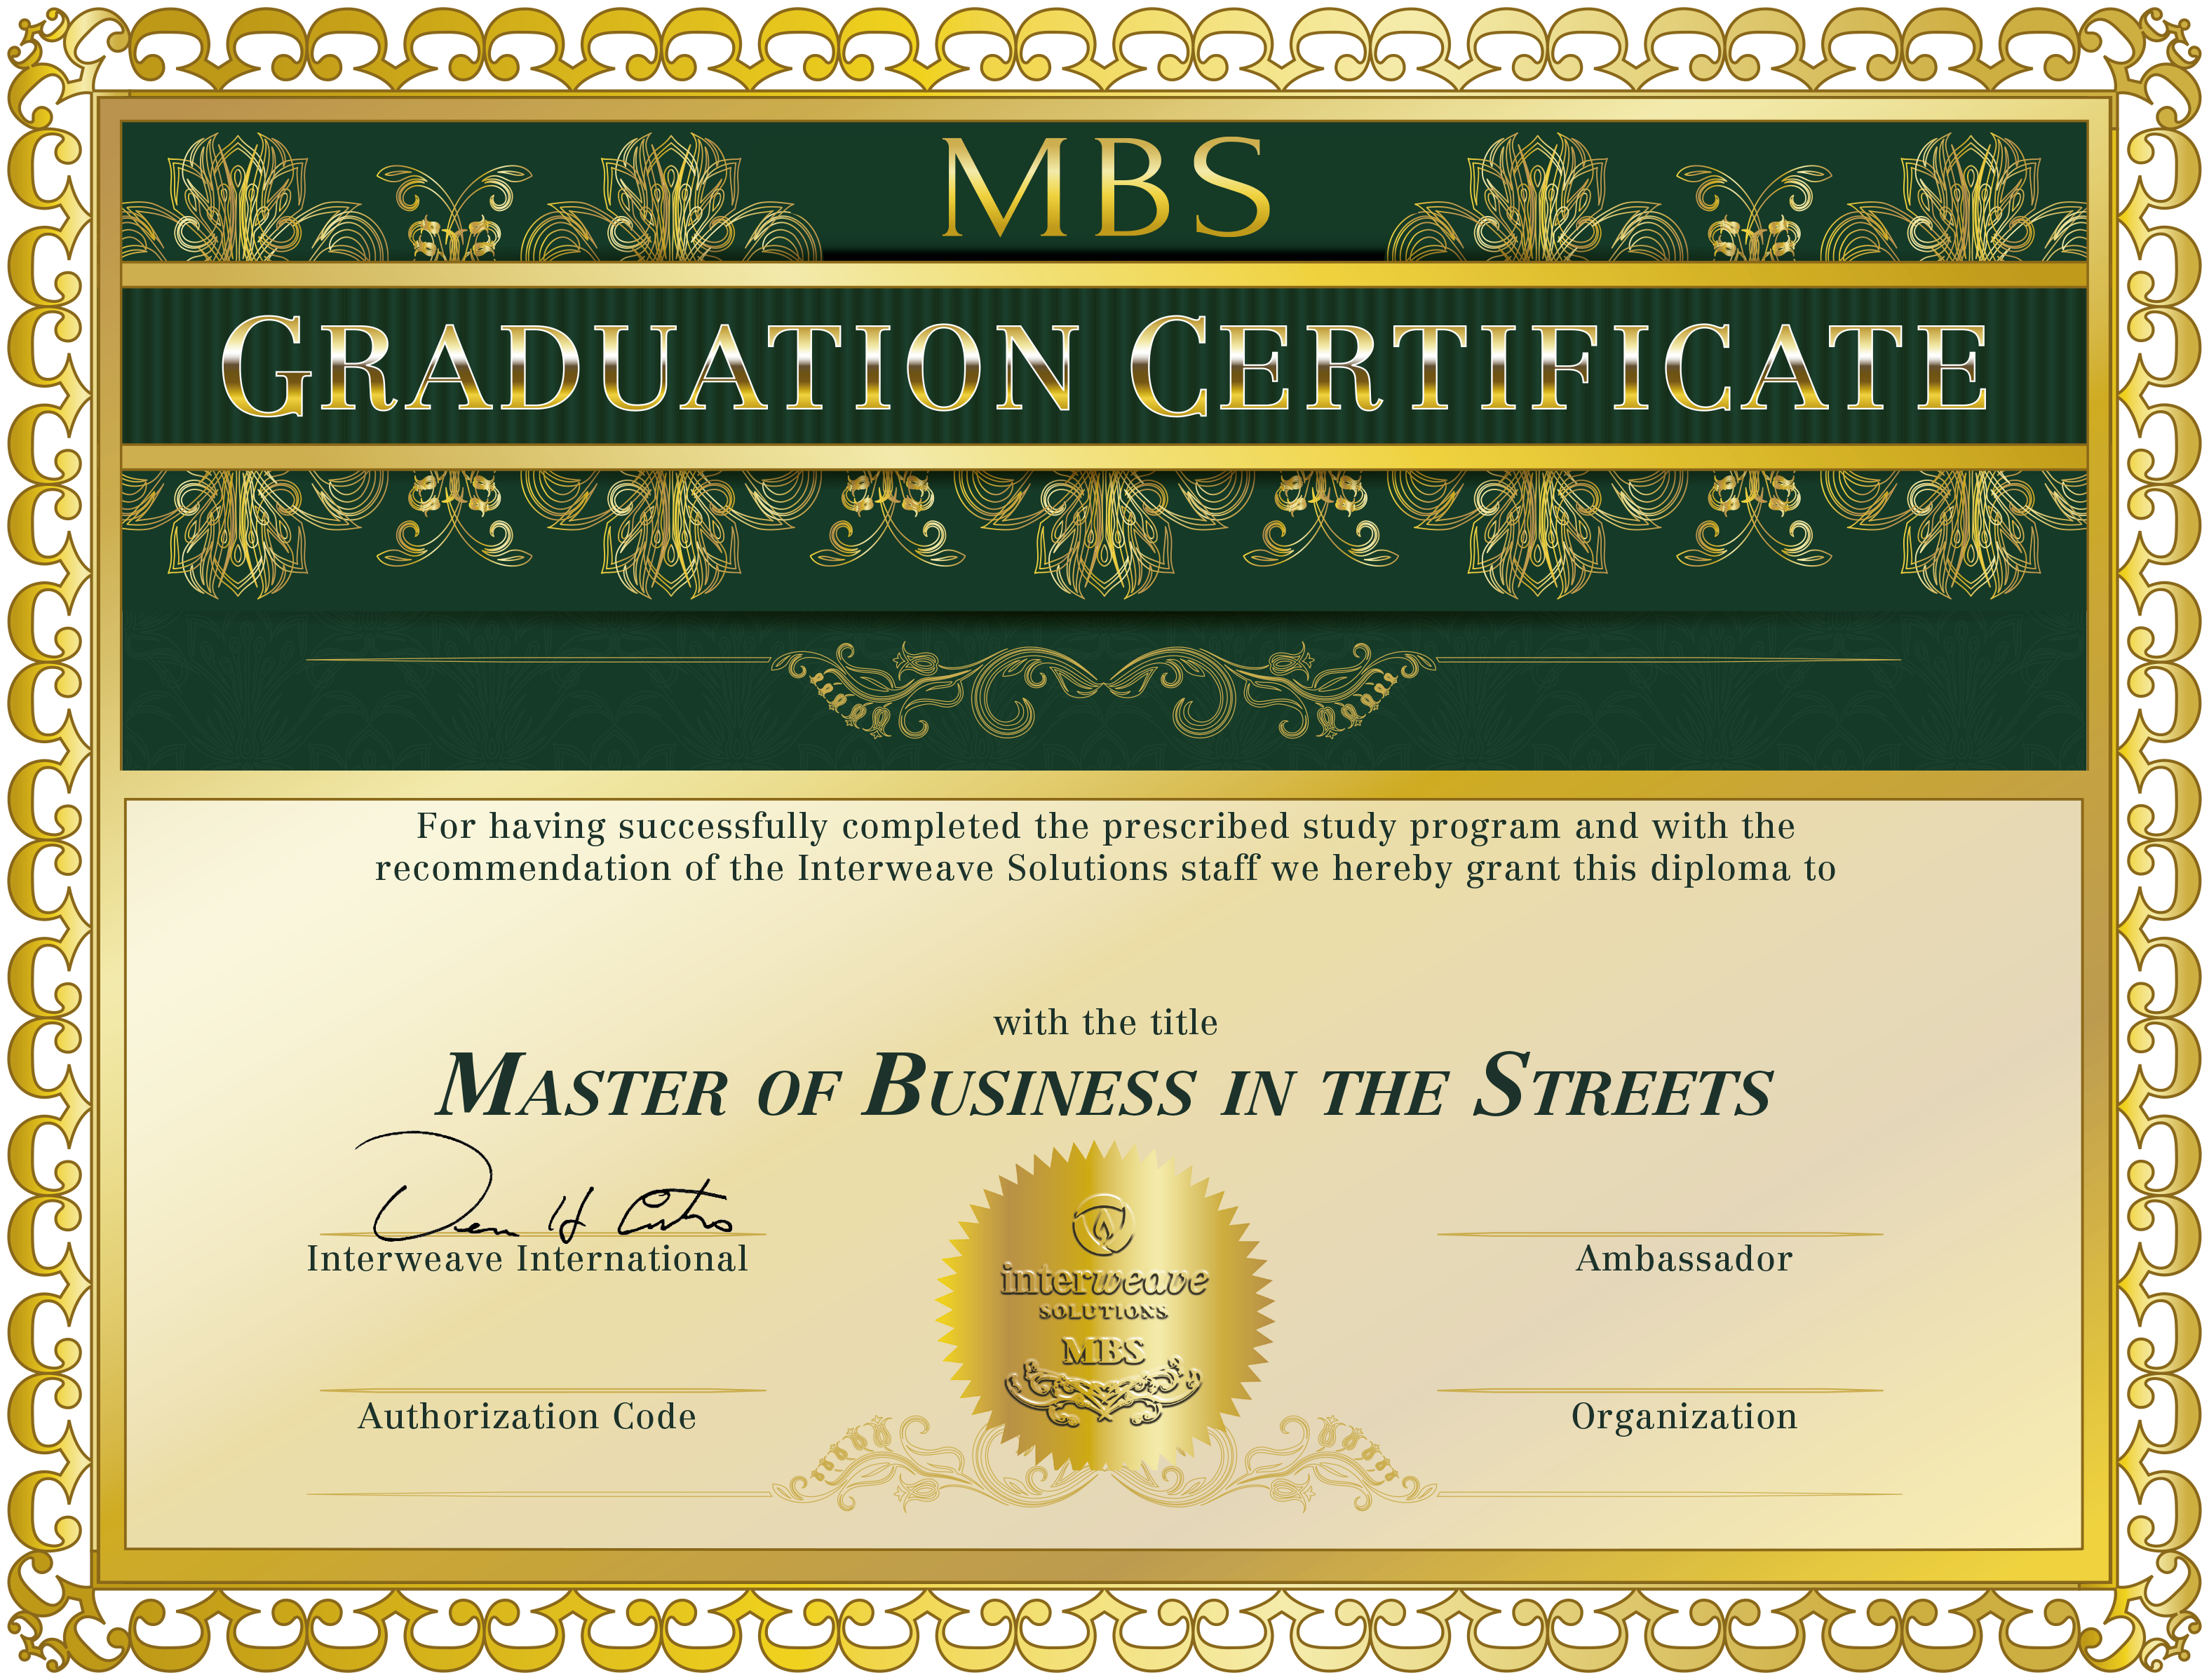 MBS
GRADUATION CERTIFICATE
For having successfully completed the prescribed study program and with the
recommendation of the Interweave Solutions staff we hereby grant this diploma to
with the title
MASTER OF BUSINESS IN THE STREETS
Interweave International
Ambassador
interweave
SOLUTIONS
MBS
Authorization Code
Organization